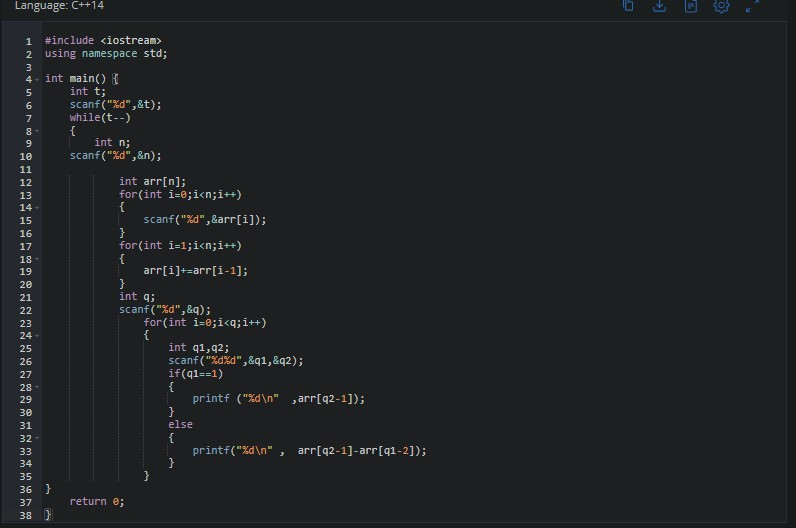 Language: C++14
1 #include <iostream>
2 using namespace std;
3
4 int main() {
5 int t;
6 scanf("%d",&t);
7 while(t--)
8 {
9 int n;
10 scanf("%d",&n);
11
12 int arr[n];
13 for(int i=0;i<n;i++)
14 {
15 scanf("%d",&arr[i]);
16 }
17 for(int i=1;i<n;i++)
18 {
19 arr[i]+=arr[i-1];
20 }
21 int q;
22 scanf("%d",&q);
23 for(int i=0;i<q;i++)
24 {
25 int q1,q2;
26 scanf("%d%d",&q1,&q2);
27 if(q1==1)
28 {
29 printf ("%d\n" ,arr[q2-1]);
30 }
31 else
32 {
33 printf("%d\n" , arr[q2-1]-arr[q1-2]);
34 }
35 }
36 }
37 return 0;
38 }